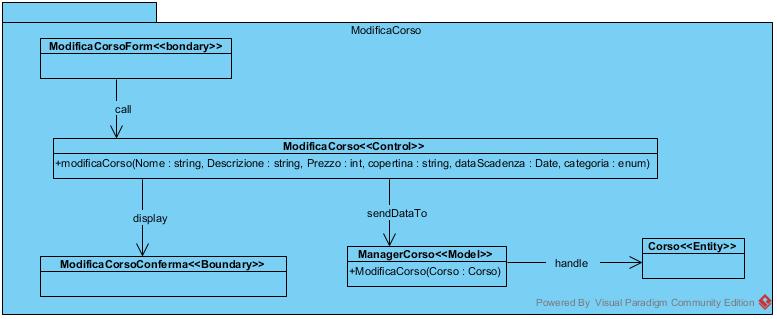 ModificaCorso
ModificaCorsoForm<<bondary>>
call
ModificaCorso<<Control>>
+modificaCorso(Nome : string, Descrizione : string, Prezzo : int, copertina : string, dataScadenza : Date, categoria : enum)
display
sendDataTo
ModificaCorsoConferma<<Boundary>>
ManagerCorso<<Model>>
+ModificaCorso(Corso : Corso)
handle
Corso<<Entity>>
Powered By Visual Paradigm Community Edition